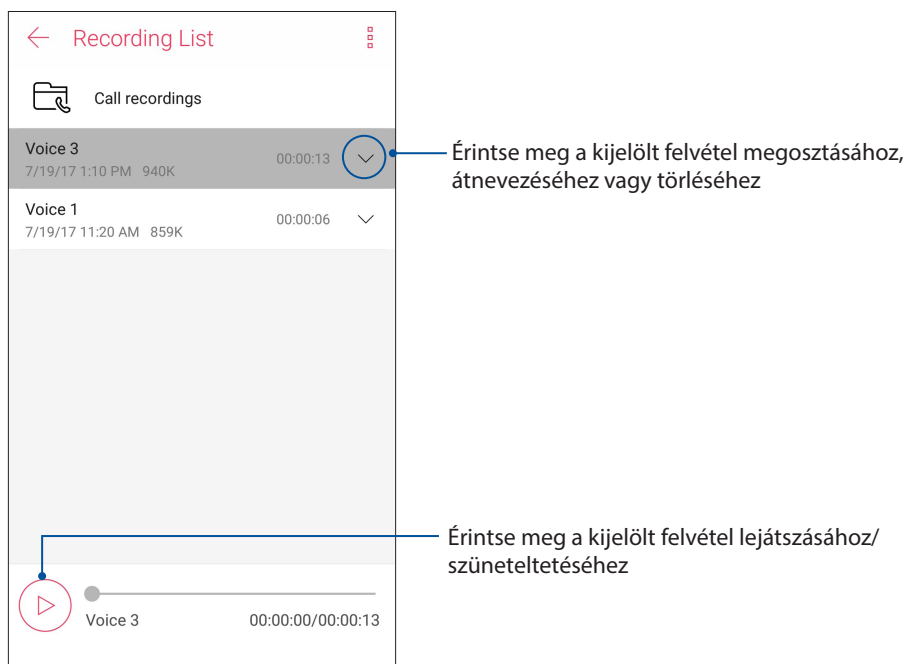 Recording List
Call recordings
Voice 3
7/19/17 1:10 PM 940K
00:00:13
Érintse meg a kijelölt felvétel megosztásához,
átnevezéséhez vagy törléséhez
Voice 1
7/19/17 11:20 AM 859K
00:00:06
Érintse meg a kijelölt felvétel lejátszásához/
szüneteltetéséhez
Voice 3
00:00:00/00:00:13